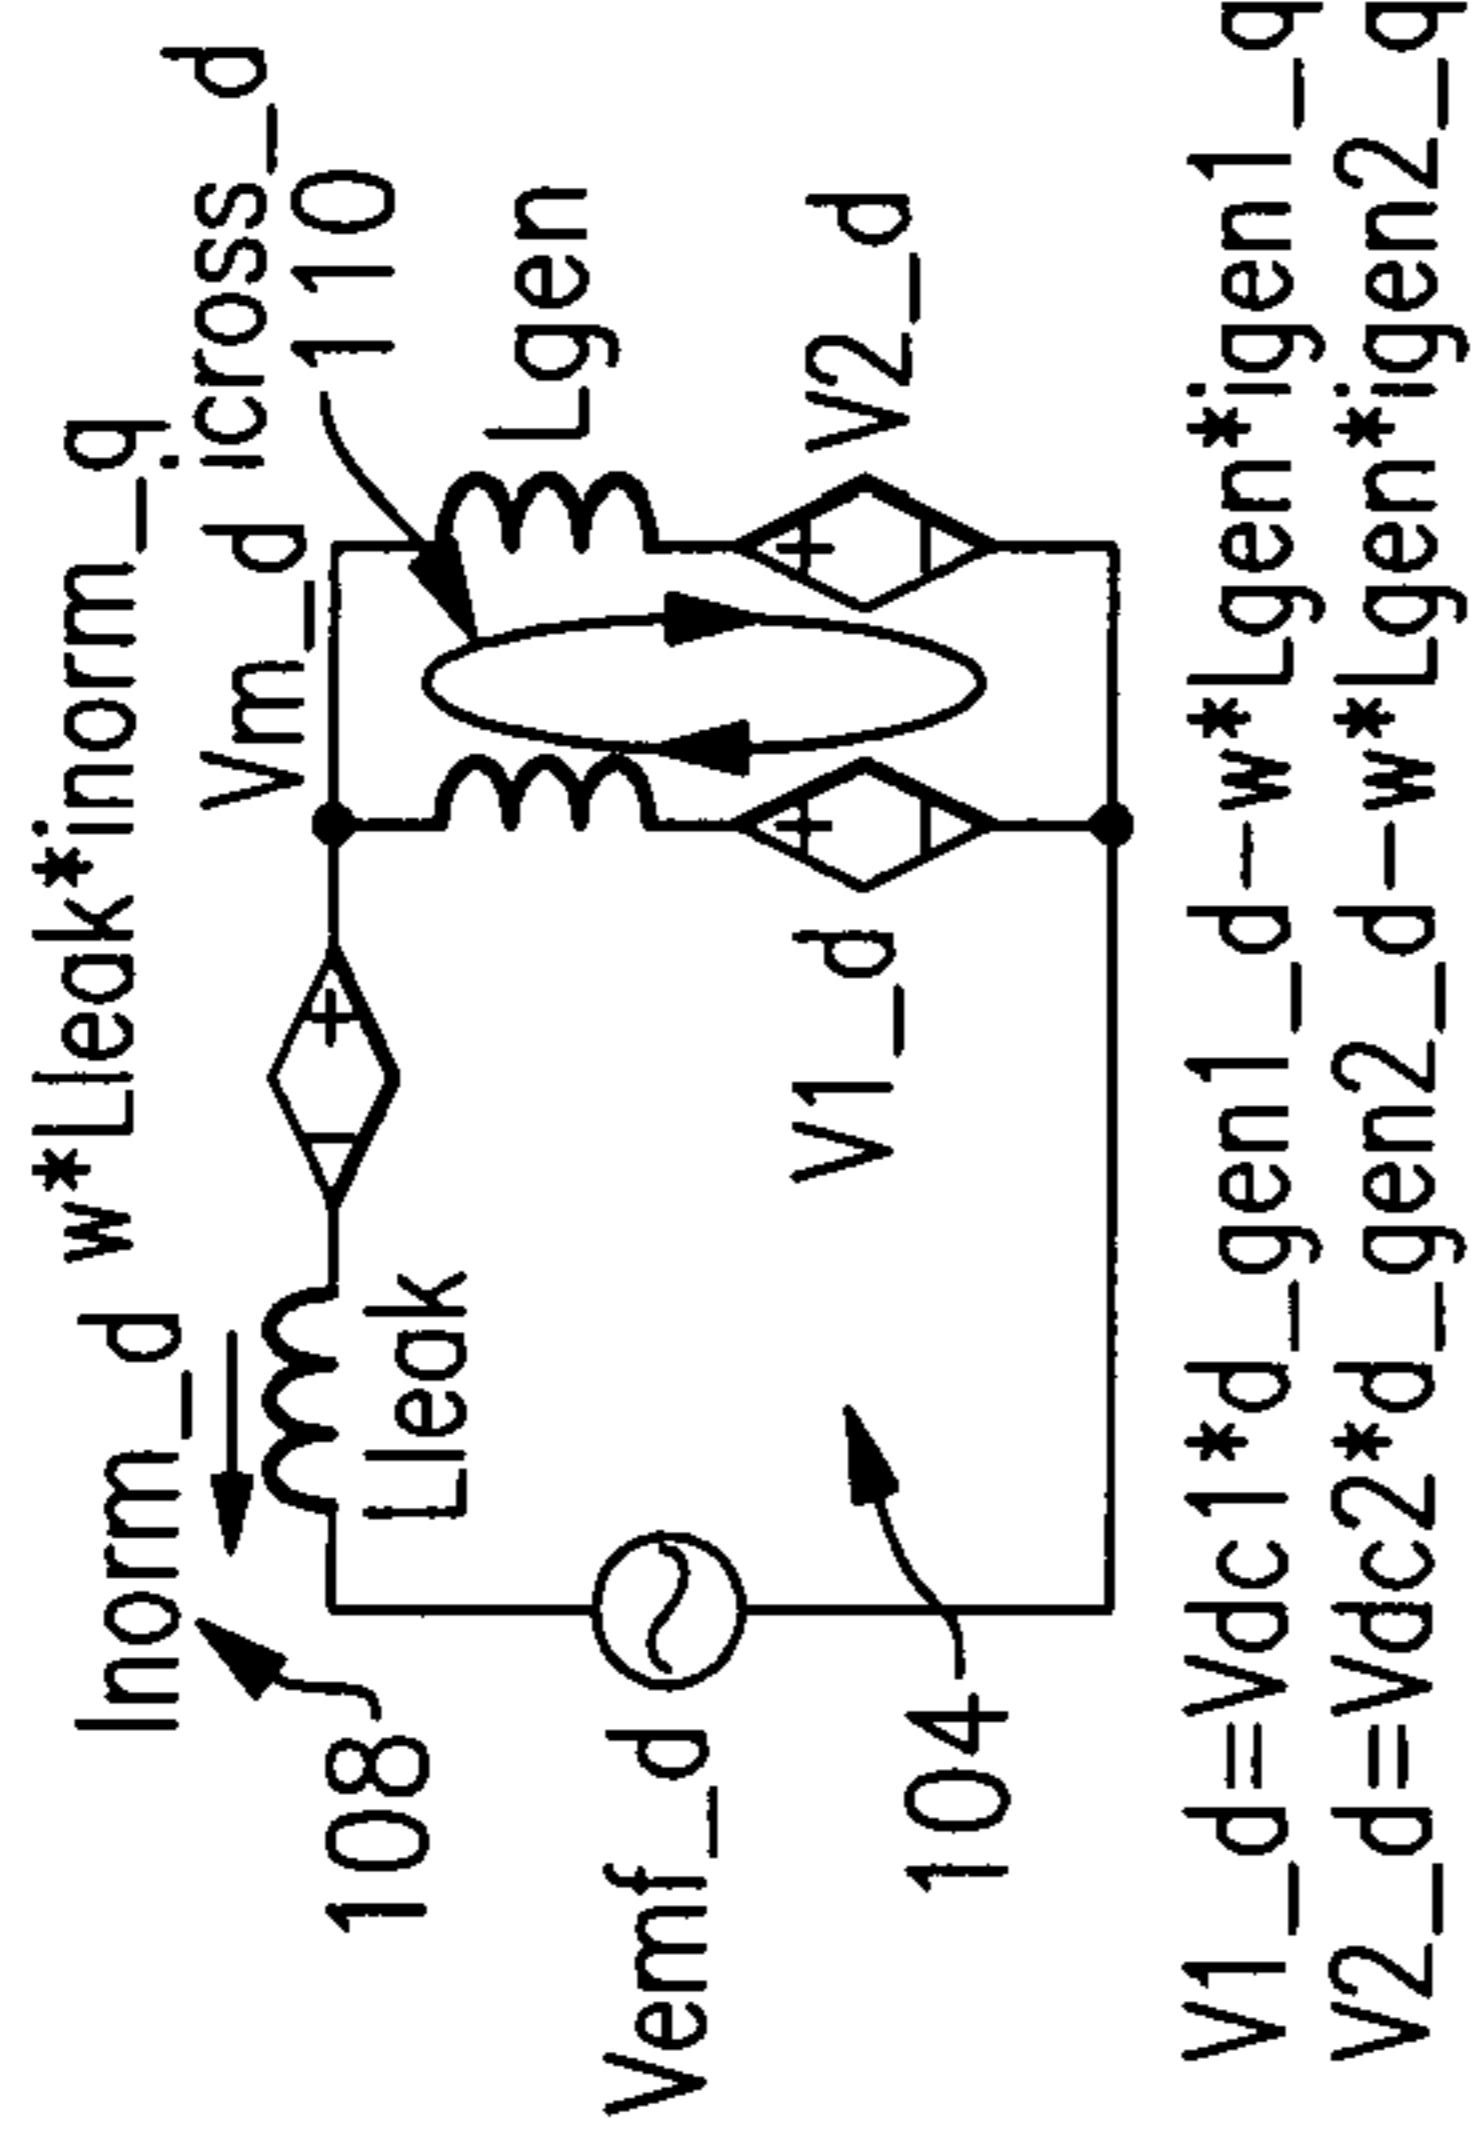 w*Lleak*inorm_q
Inorm_d
Vm_d
icross_d
108
110
Lleak
Lgen
Vemf_d
V1_d
V2_d
104
V1_d=Vdc1*d_gen1_d-w*Lgen*igen1_q
V2_d=Vdc2*d_gen2_d-w*Lgen*igen2_q